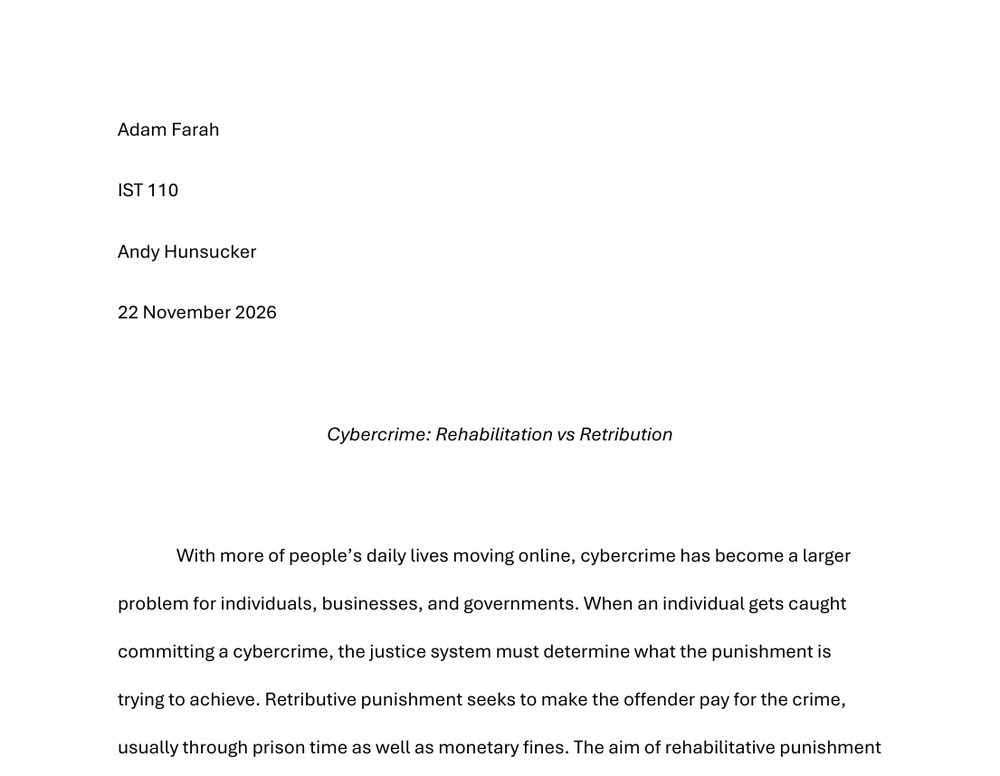 Adam Farah
IST 110
Andy Hunsucker
22 November 2026
Cybercrime: Rehabilitation vs Retribution
With more of people’s daily lives moving online, cybercrime has become a larger
problem for individuals, businesses, and governments. When an individual gets caught
committing a cybercrime, the justice system must determine what the punishment is
trying to achieve. Retributive punishment seeks to make the offender pay for the crime,
usually through prison time as well as monetary fines. The aim of rehabilitative punishment